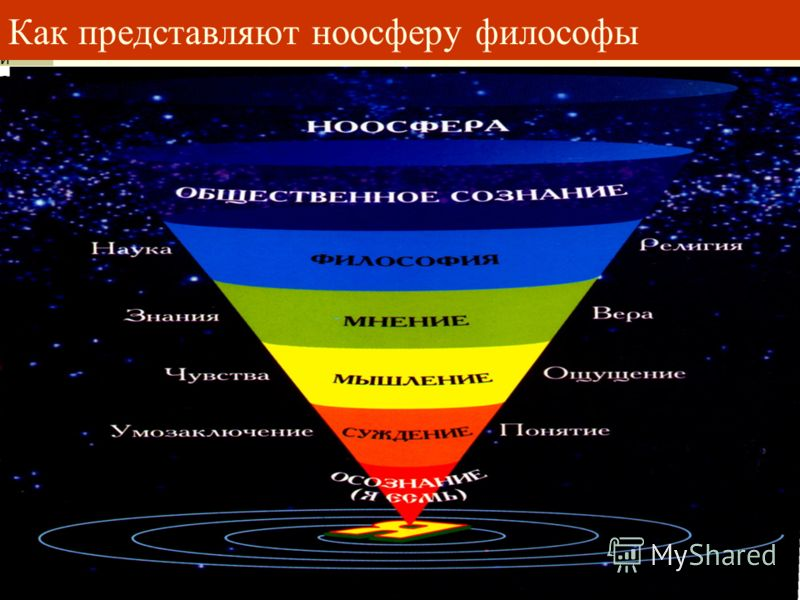 Как представляют ноосферу философы
и
НООСФЕРА
ОБЩЕСТВЕННОЕ СОЗНАНИЕ
Наука ФИЛОСОФИЯ Религия
Знания МНЕНИЕ Вера
Чувства МЫШЛЕНИЕ Ощущение
Умозаключение СУЖДЕНИЕ Понятие
ОСОЗНАНИЕ
(Я ЕСМЬ)
Я
MyShared